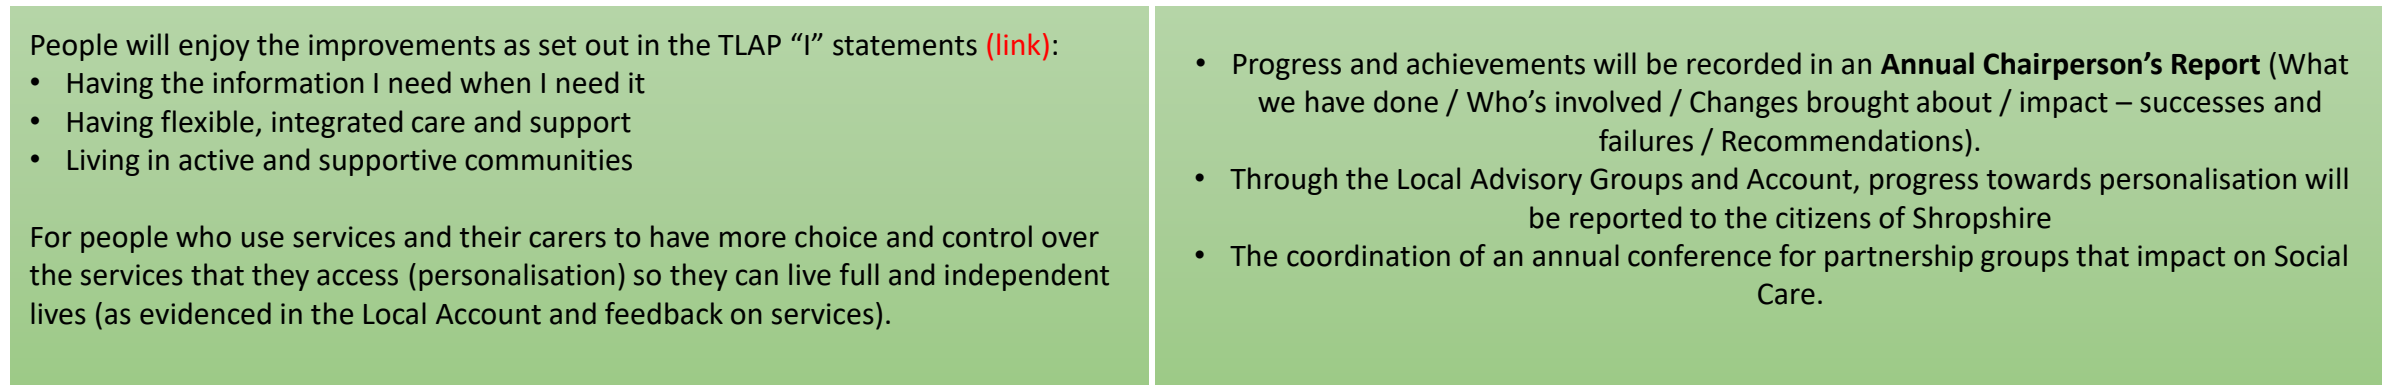 People will enjoy the improvements as set out in the TLAP “I” statements (link):
• Having the information I need when I need it
• Having flexible, integrated care and support
• Living in active and supportive communities
For people who use services and their carers to have more choice and control over
the services that they access (personalisation) so they can live full and independent
lives (as evidenced in the Local Account and feedback on services).
• Progress and achievements will be recorded in an Annual Chairperson’s Report (What
we have done / Who’s involved / Changes brought about / impact – successes and
failures / Recommendations).
• Through the Local Advisory Groups and Account, progress towards personalisation will
be reported to the citizens of Shropshire
• The coordination of an annual conference for partnership groups that impact on Social
Care.